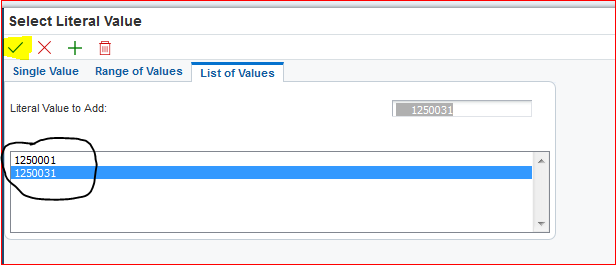 Select Literal Value
Single Value Range of Values List of Values
Literal Value to Add: 1250031
1250001
1250031